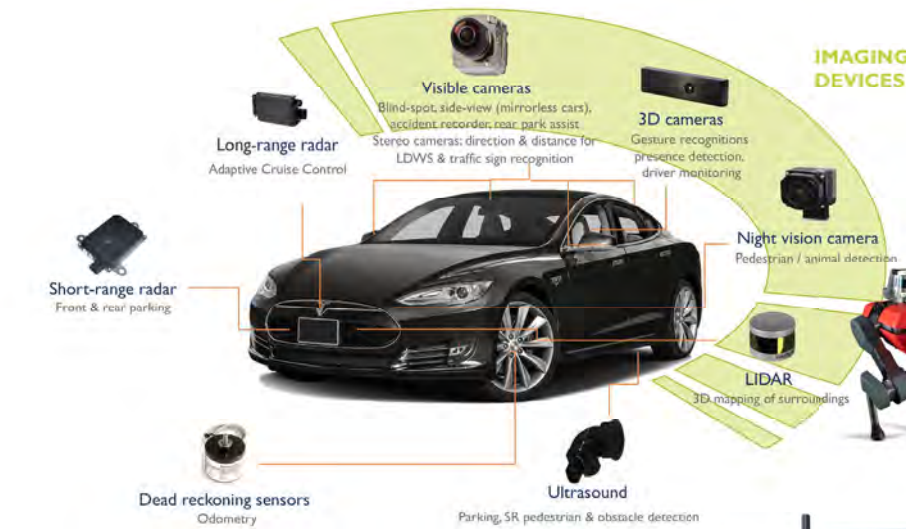 IMAGING
DEVICES
Visible cameras
Blind-spot, side-view (mirrorless cars),
accident recorder, rear park assist
Stereo cameras: direction & distance for
LDWS & traffic sign recognition
3D cameras
Gesture recognitions
presence detection,
driver monitoring
Long-range radar
Adaptive Cruise Control
Night vision camera
Pedestrian / animal detection
Short-range radar
Front & rear parking
LIDAR
3D mapping of surroundings
Dead reckoning sensors
Odometry
Ultrasound
Parking, SR pedestrian & obstacle detection